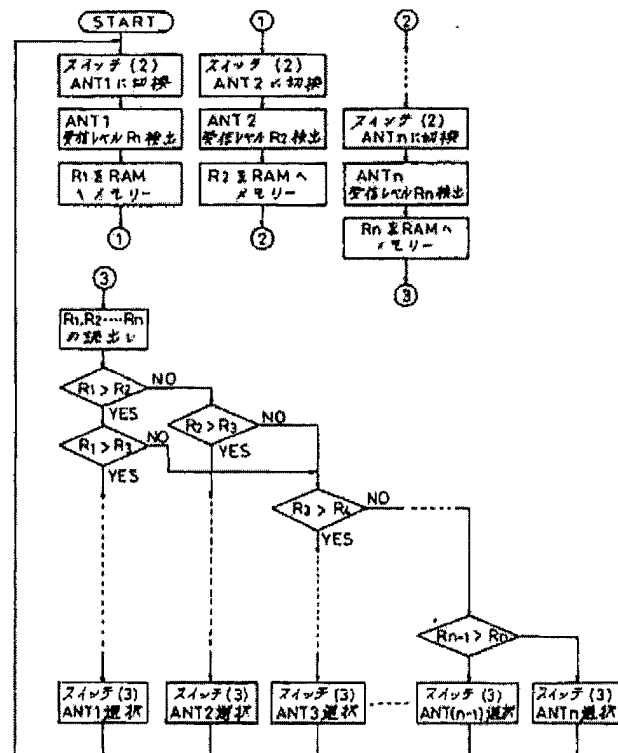 START
スイッチ (2)
ANT1に切換
ANT1
受信レベルR1検出
R1をRAM
へメモリー
1
1
スイッチ (2)
ANT2に切換
ANT2
受信レベルR2検出
R2をRAMへ
メモリー
2
2
スイッチ (2)
ANTnに切換
ANTn
受信レベルRn検出
RnをRAMへ
メモリー
3
3
R1,R2----Rn
の読出し
R1 > R2
NO
YES
R1 > R3
NO
YES
R2 > R3
NO
YES
R3 > R4
NO
YES
Rn-1 > Rn
スイッチ (3)
ANT1選択
スイッチ (3)
ANT2選択
スイッチ (3)
ANT3選択
スイッチ (3)
ANT(n-1)選択
スイッチ (3)
ANTn選択